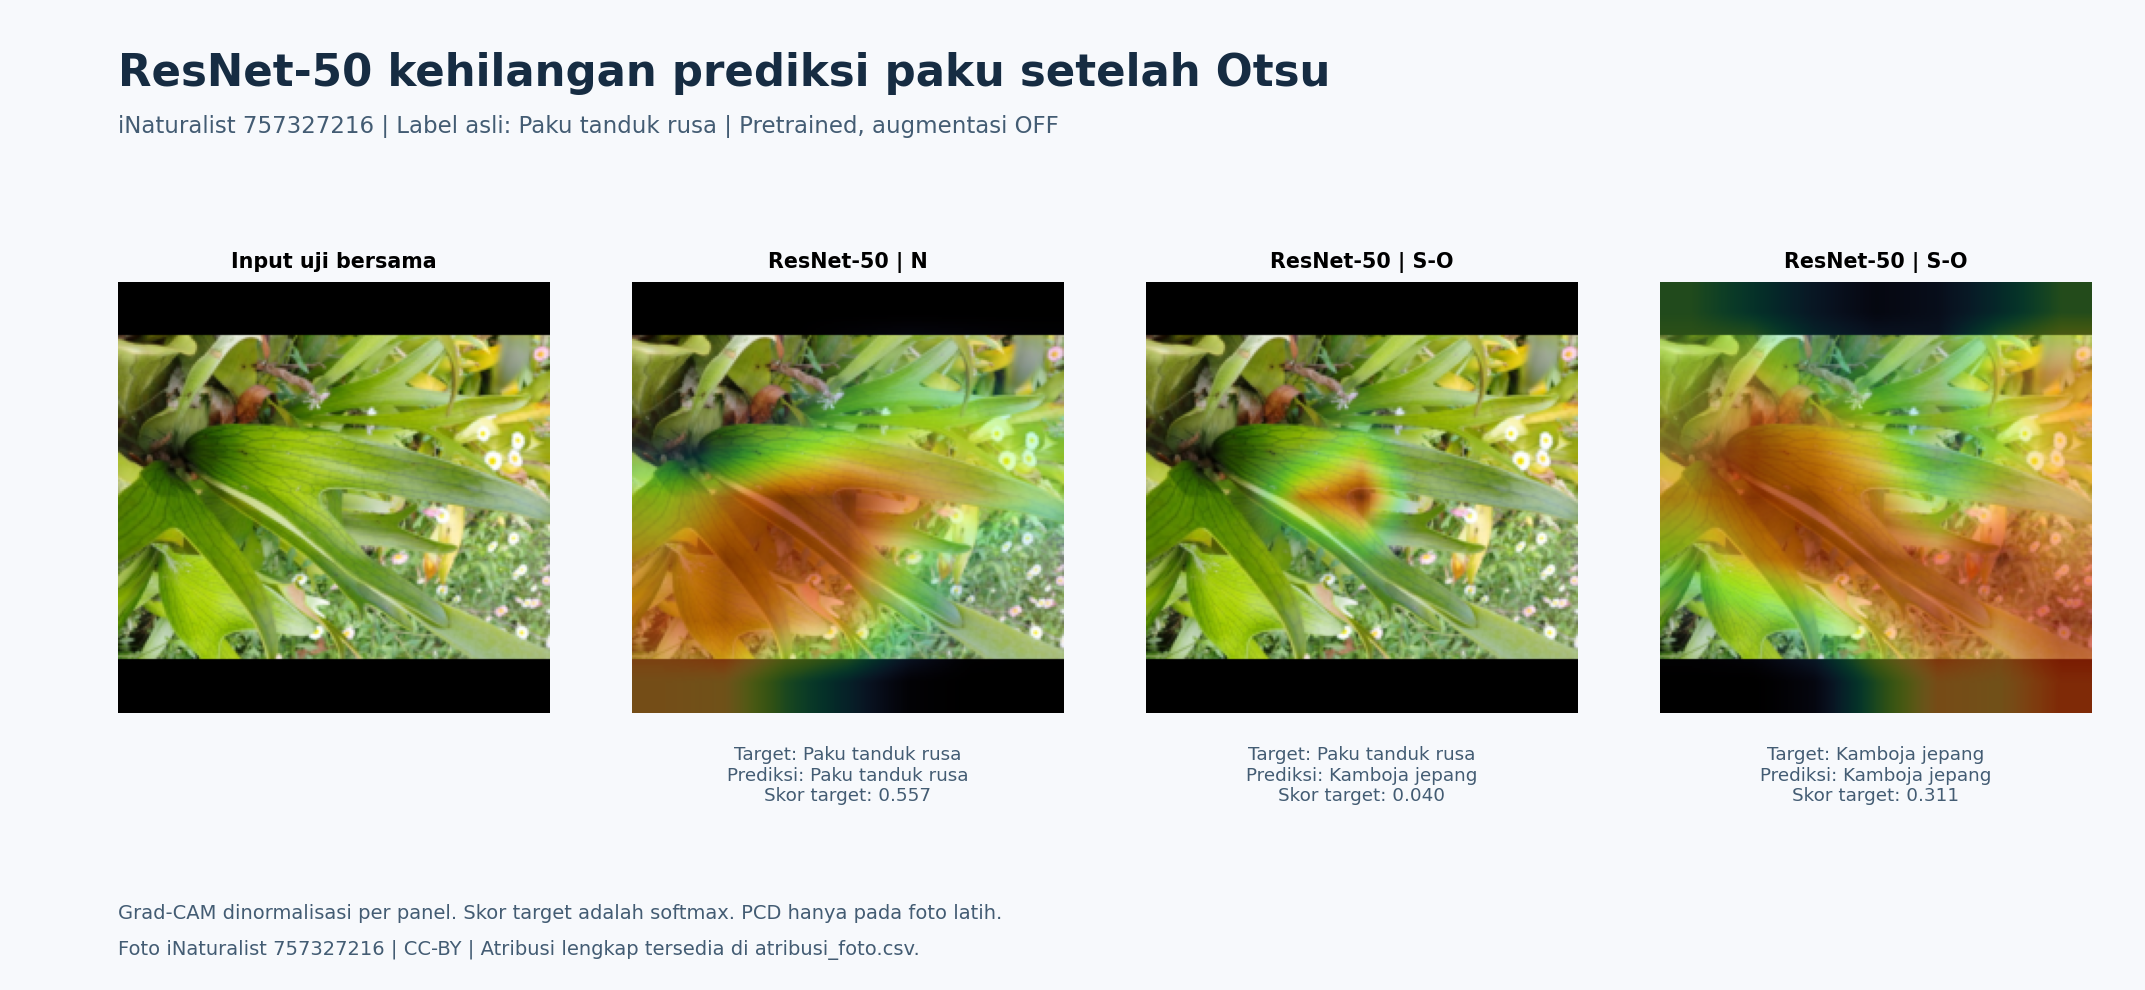 ResNet-50 kehilangan prediksi paku setelah Otsu
iNaturalist 757327216 | Label asli: Paku tanduk rusa | Pretrained, augmentasi OFF
Input uji bersama
ResNet-50 | N
ResNet-50 | S-O
ResNet-50 | S-O
Target: Paku tanduk rusa
Prediksi: Paku tanduk rusa
Skor target: 0.557
Target: Paku tanduk rusa
Prediksi: Kamboja jepang
Skor target: 0.040
Target: Kamboja jepang
Prediksi: Kamboja jepang
Skor target: 0.311
Grad-CAM dinormalisasi per panel. Skor target adalah softmax. PCD hanya pada foto latih.
Foto iNaturalist 757327216 | CC-BY | Atribusi lengkap tersedia di atribusi_foto.csv.